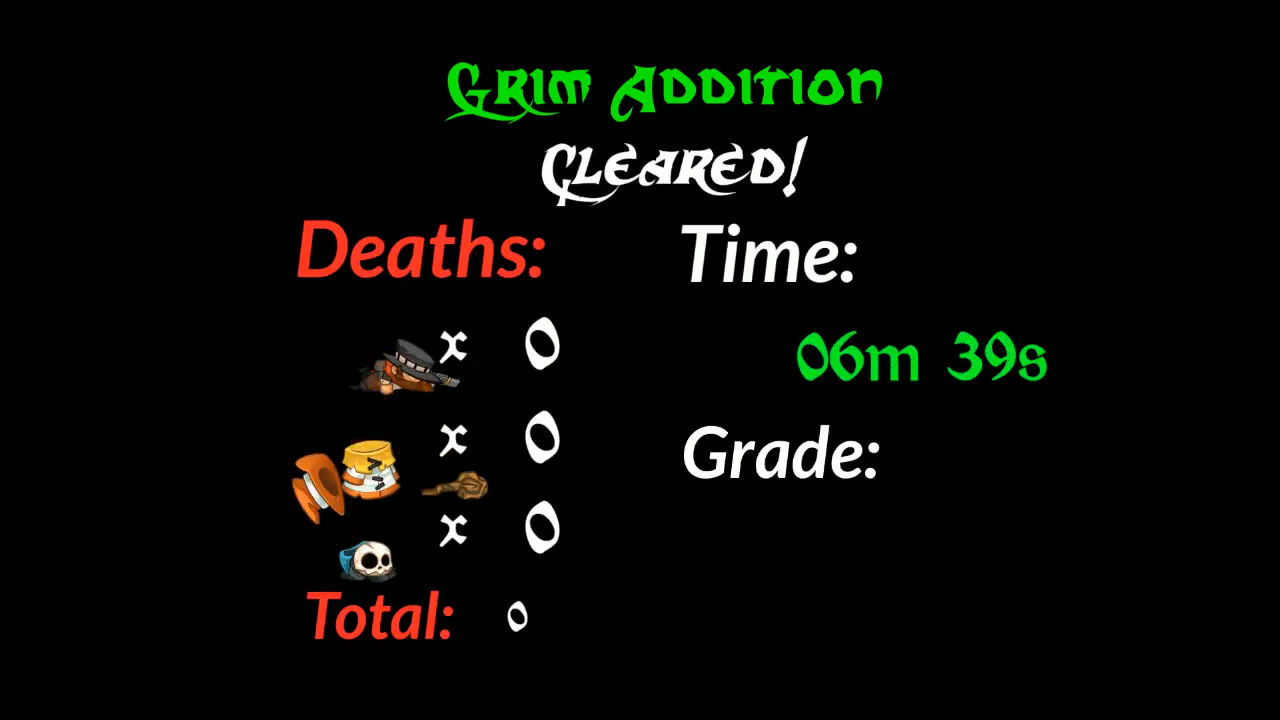 Grim Addition
Cleared!
Deaths:
x 0
x 0
x 0
Total: 0
Time:
06m 39s
Grade: